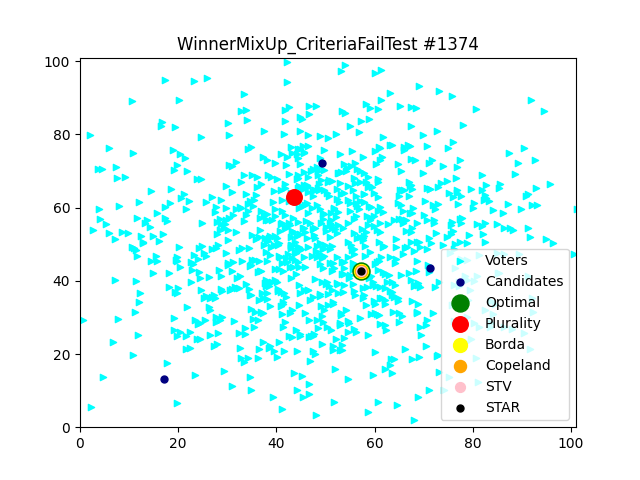 WinnerMixUp_CriteriaFailTest #1374
100
80
60
40
20
0
0 20 40 60 80 100
Voters
Candidates
Optimal
Plurality
Borda
Copeland
STV
STAR